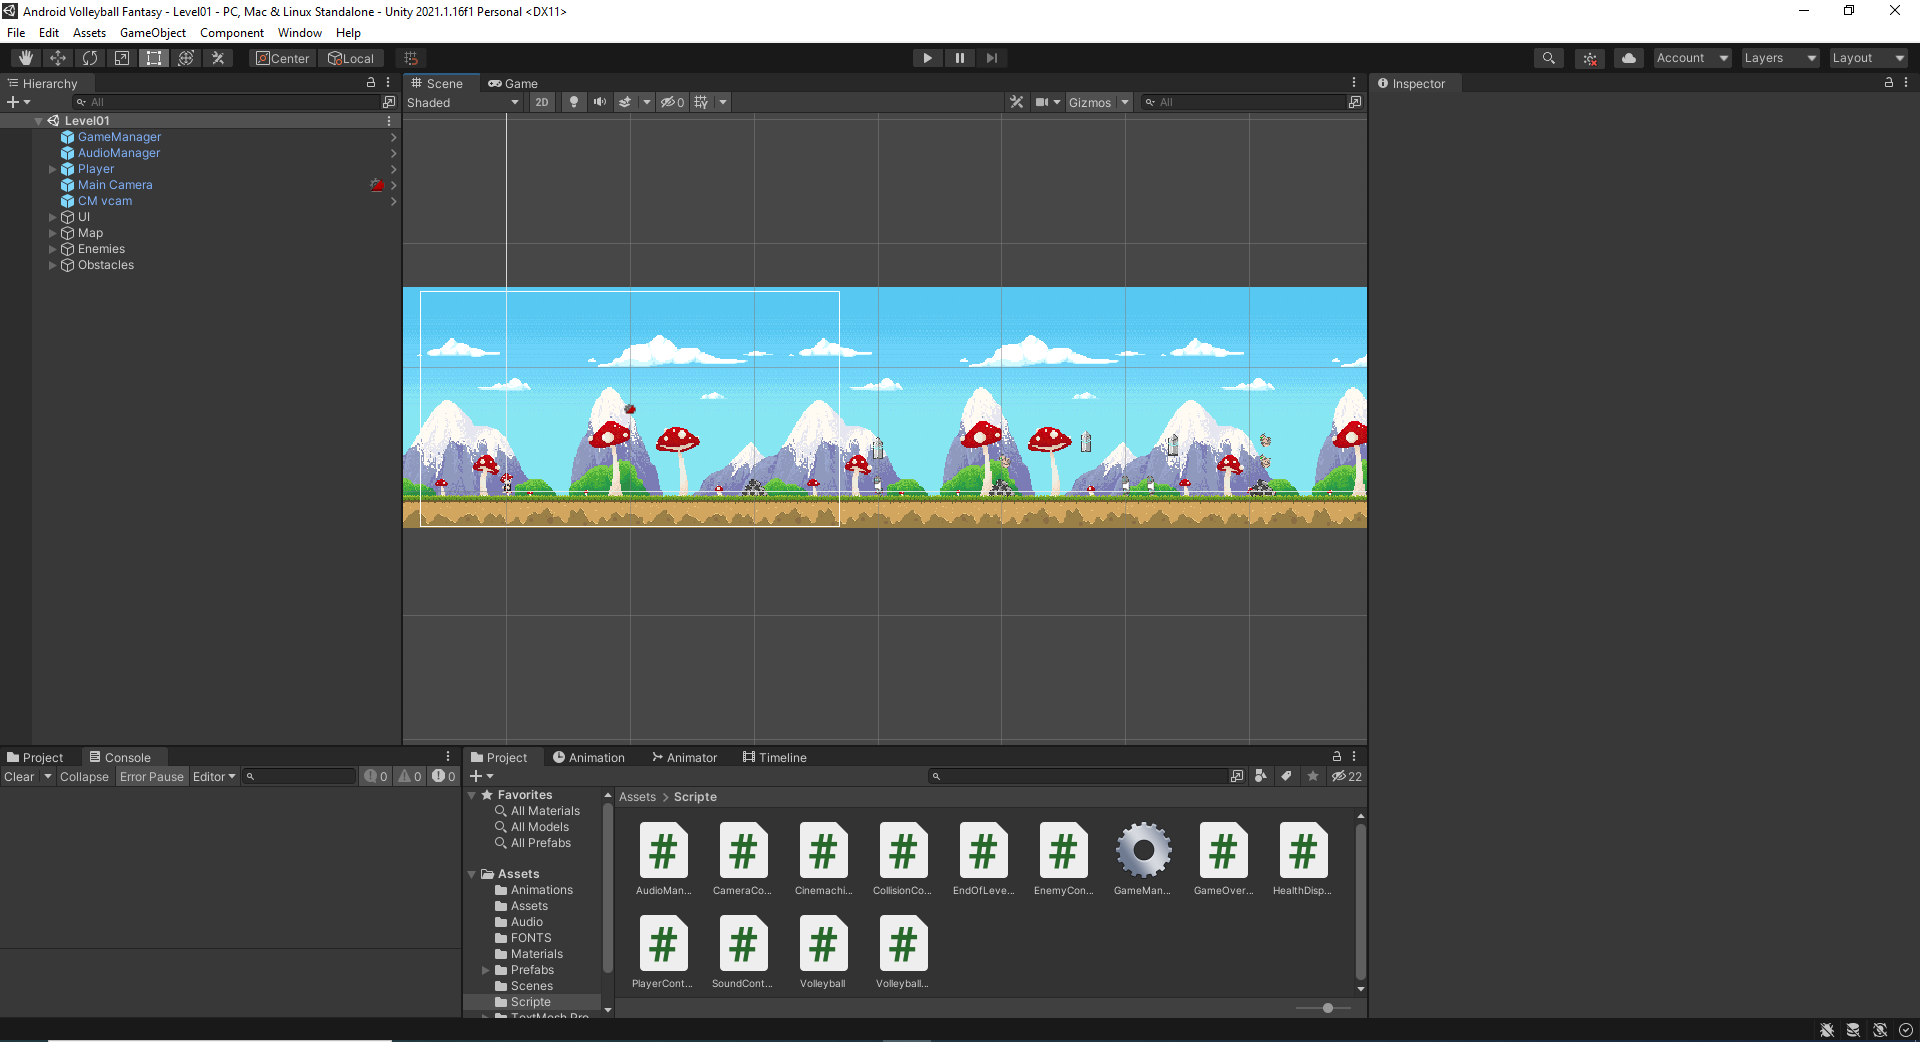 Android Volleyball Fantasy - Level01 - PC, Mac & Linux Standalone - Unity 2021.1.16f1 Personal <DX11>
File Edit Assets GameObject Component Window Help
Center Local Account Layers Layout
Hierarchy
All
Level01
GameManager
AudioManager
Player
Main Camera
CM vcam
UI
Map
Enemies
Obstacles
Scene Game
Shaded 2D 0 Gizmos All
Inspector
Project Console
Clear Collapse Error Pause Editor 0 0 0
Project Animation Animator Timeline
22
Favorites
All Materials
All Models
All Prefabs
Assets
Animations
Assets
Audio
FONTS
Materials
Prefabs
Scenes
Scripte
TextMesh Pro
Assets > Scripte
AudioMan... CameraCo... Cinemachi... CollisionCo... EndOfLeve... EnemyCon... GameMan... GameOver... HealthDisp...
PlayerCont... SoundCont... Volleyball Volleyball...